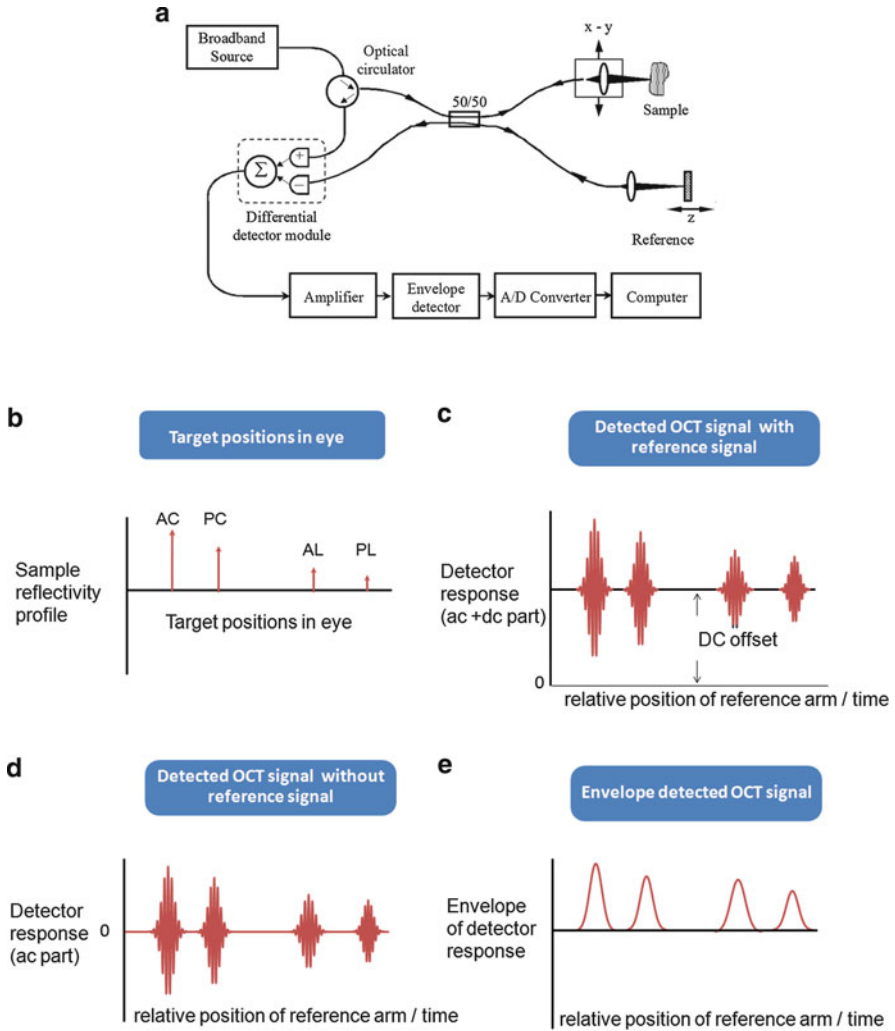 a
Broadband
Source
Optical
circulator
50/50
x - y
Sample
+
−
Σ
Differential
detector module
z
Reference
Amplifier
Envelope
detector
A/D Converter
Computer
b
Target positions in eye
AC
PC
AL
PL
Sample
reflectivity
profile
Target positions in eye
c
Detected OCT signal with
reference signal
Detector
response
(ac +dc part)
DC offset
0
relative position of reference arm / time
d
Detected OCT signal without
reference signal
Detector
response
(ac part)
0
relative position of reference arm / time
e
Envelope detected OCT signal
Envelope
of detector
response
relative position of reference arm / time